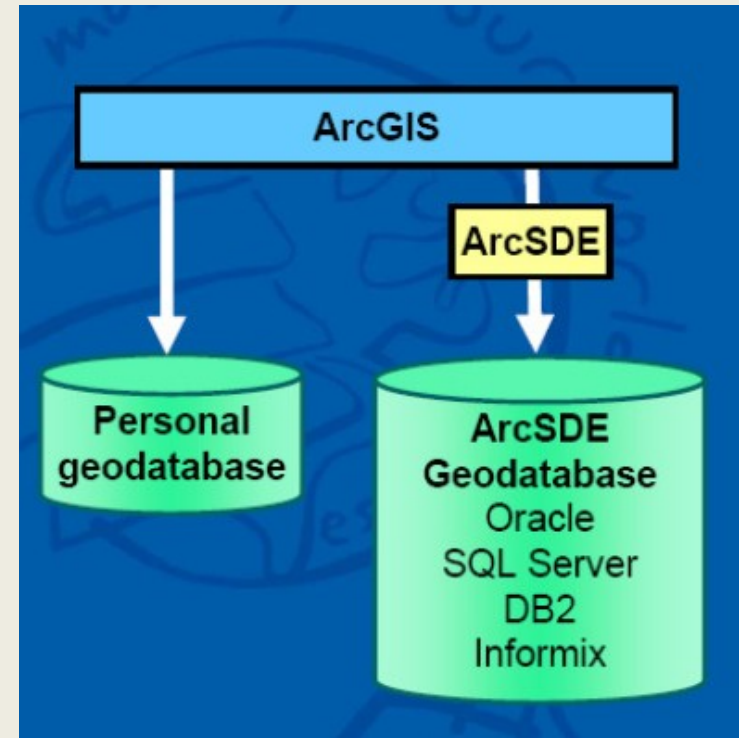 ArcGIS
ArcSDE
Personal
geodatabase
ArcSDE
Geodatabase
Oracle
SQL Server
DB2
Informix